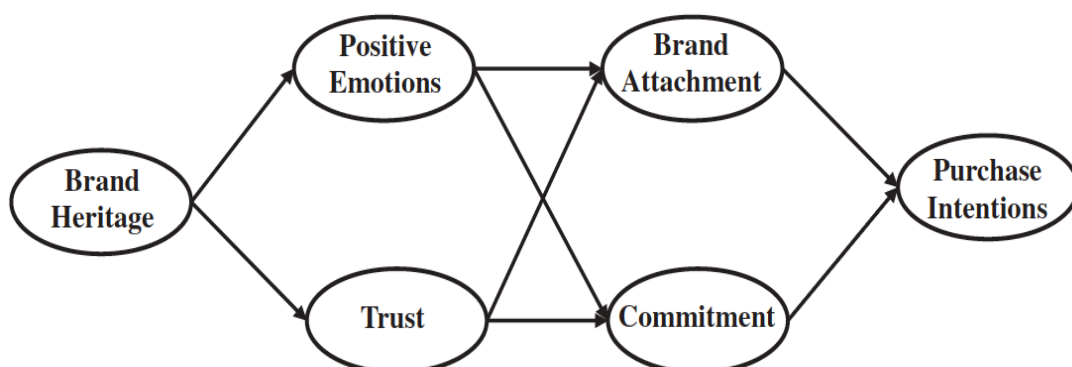 Positive
Emotions
Brand
Attachment
Brand
Heritage
Purchase
Intentions
Trust
Commitment